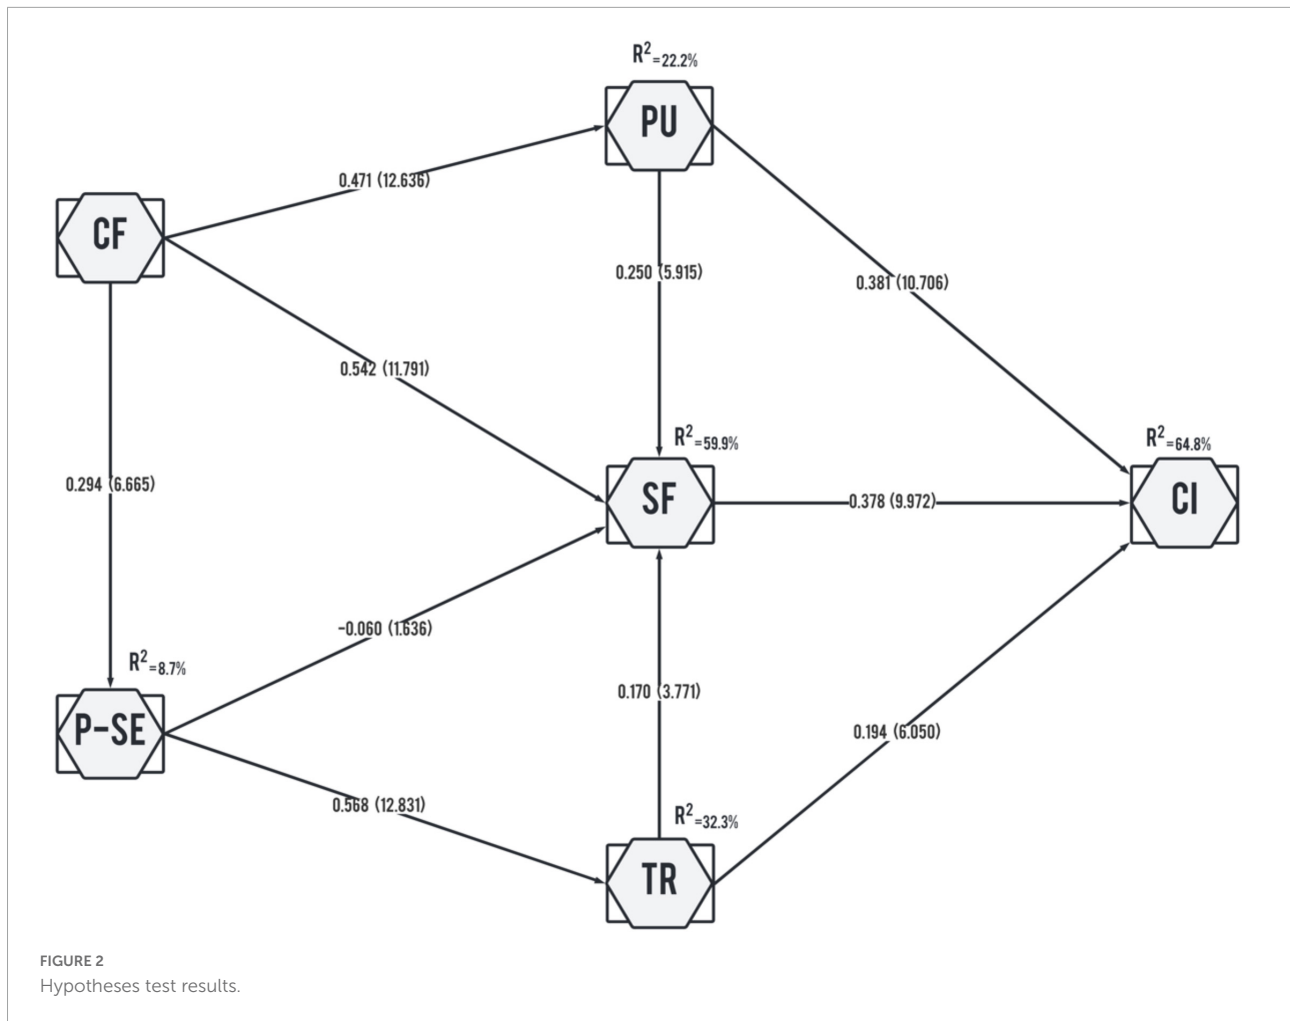 R²=22.2%
PU
0.471 (12.636)
CF
0.250 (5.915)
0.381 (10.706)
0.542 (11.791)
R²=59.9%
R²=64.8%
0.294 (6.665)
SF
0.378 (9.972)
CI
−0.060 (1.636)
R²=8.7%
0.170 (3.771)
P-SE
0.194 (6.050)
0.568 (12.831)
R²=32.3%
TR
FIGURE 2
Hypotheses test results.